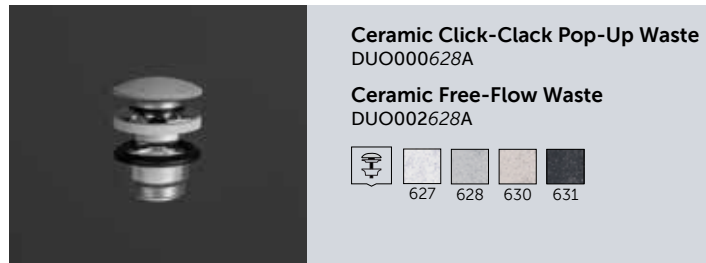 Ceramic Click-Clack Pop-Up Waste
DUO000628A
Ceramic Free-Flow Waste
DUO002628A
627 628 630 631